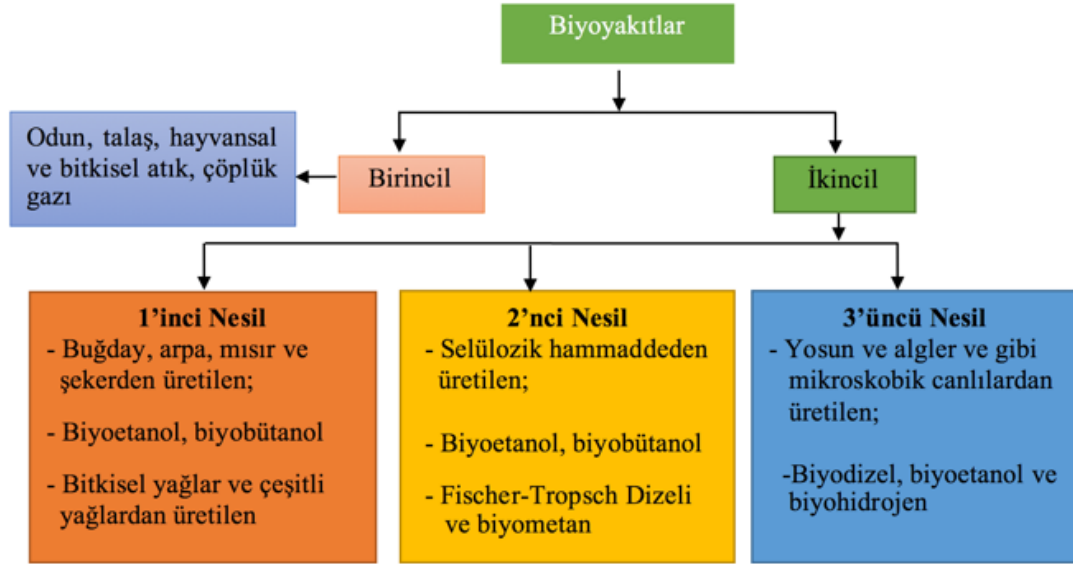 Biyoyakıtlar
Odun, talaş, hayvansal
ve bitkisel atık, çöplük
gazı
Birincil
İkincil
1’inci Nesil
- Buğday, arpa, mısır ve
şekerden üretilen;
- Biyoetanol, biyobütanol
- Bitkisel yağlar ve çeşitli
yağlardan üretilen
2’nci Nesil
- Selülozik hammaddeden
üretilen;
- Biyoetanol, biyobütanol
- Fischer-Tropsch Dizeli
ve biyometan
3’üncü Nesil
- Yosun ve algler ve gibi
mikroskobik canlılardan
üretilen;
-Biyodizel, biyoetanol ve
biyohidrojen